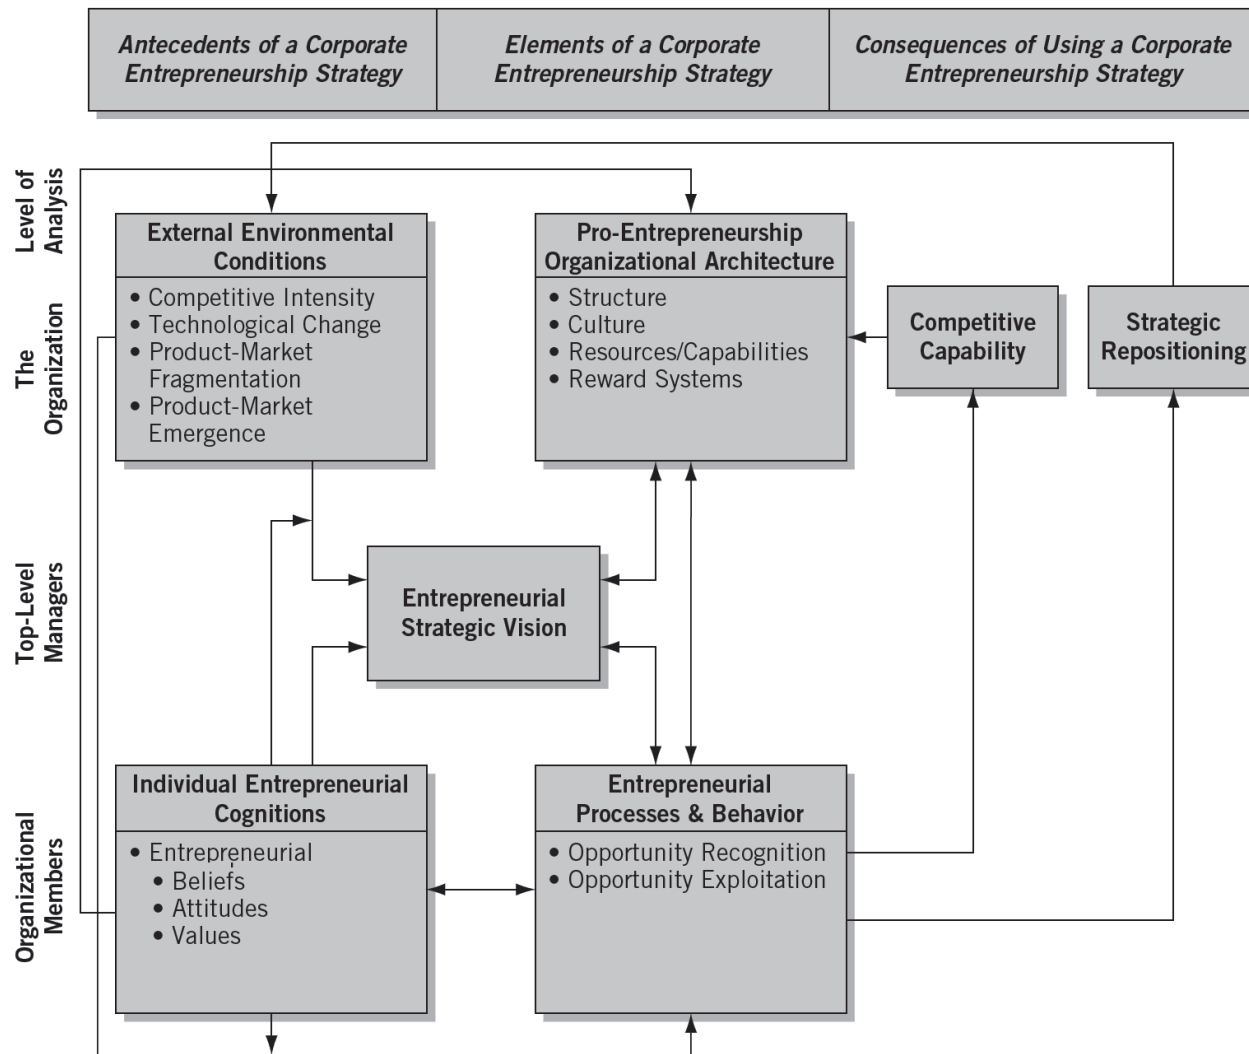 Antecedents of a Corporate
Entrepreneurship Strategy
Elements of a Corporate
Entrepreneurship Strategy
Consequences of Using a Corporate
Entrepreneurship Strategy
Level of
Analysis
External Environmental
Conditions
• Competitive Intensity
• Technological Change
• Product-Market
Fragmentation
• Product-Market
Emergence
Pro-Entrepreneurship
Organizational Architecture
• Structure
• Culture
• Resources/Capabilities
• Reward Systems
Competitive
Capability
Strategic
Repositioning
The
Organization
Top-Level
Managers
Entrepreneurial
Strategic Vision
Organizational
Members
Individual Entrepreneurial
Cognitions
• Entrepreneurial
• Beliefs
• Attitudes
• Values
Entrepreneurial
Processes & Behavior
• Opportunity Recognition
• Opportunity Exploitation